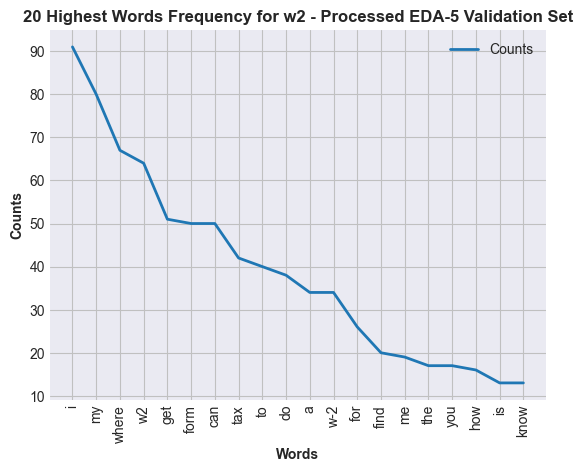 20 Highest Words Frequency for w2 - Processed EDA-5 Validation Set
Counts
90
80
70
60
50
40
30
20
10
Counts
i
my
where
w2
get
form
can
tax
to
do
a
w-2
for
find
me
the
you
how
is
know
Words